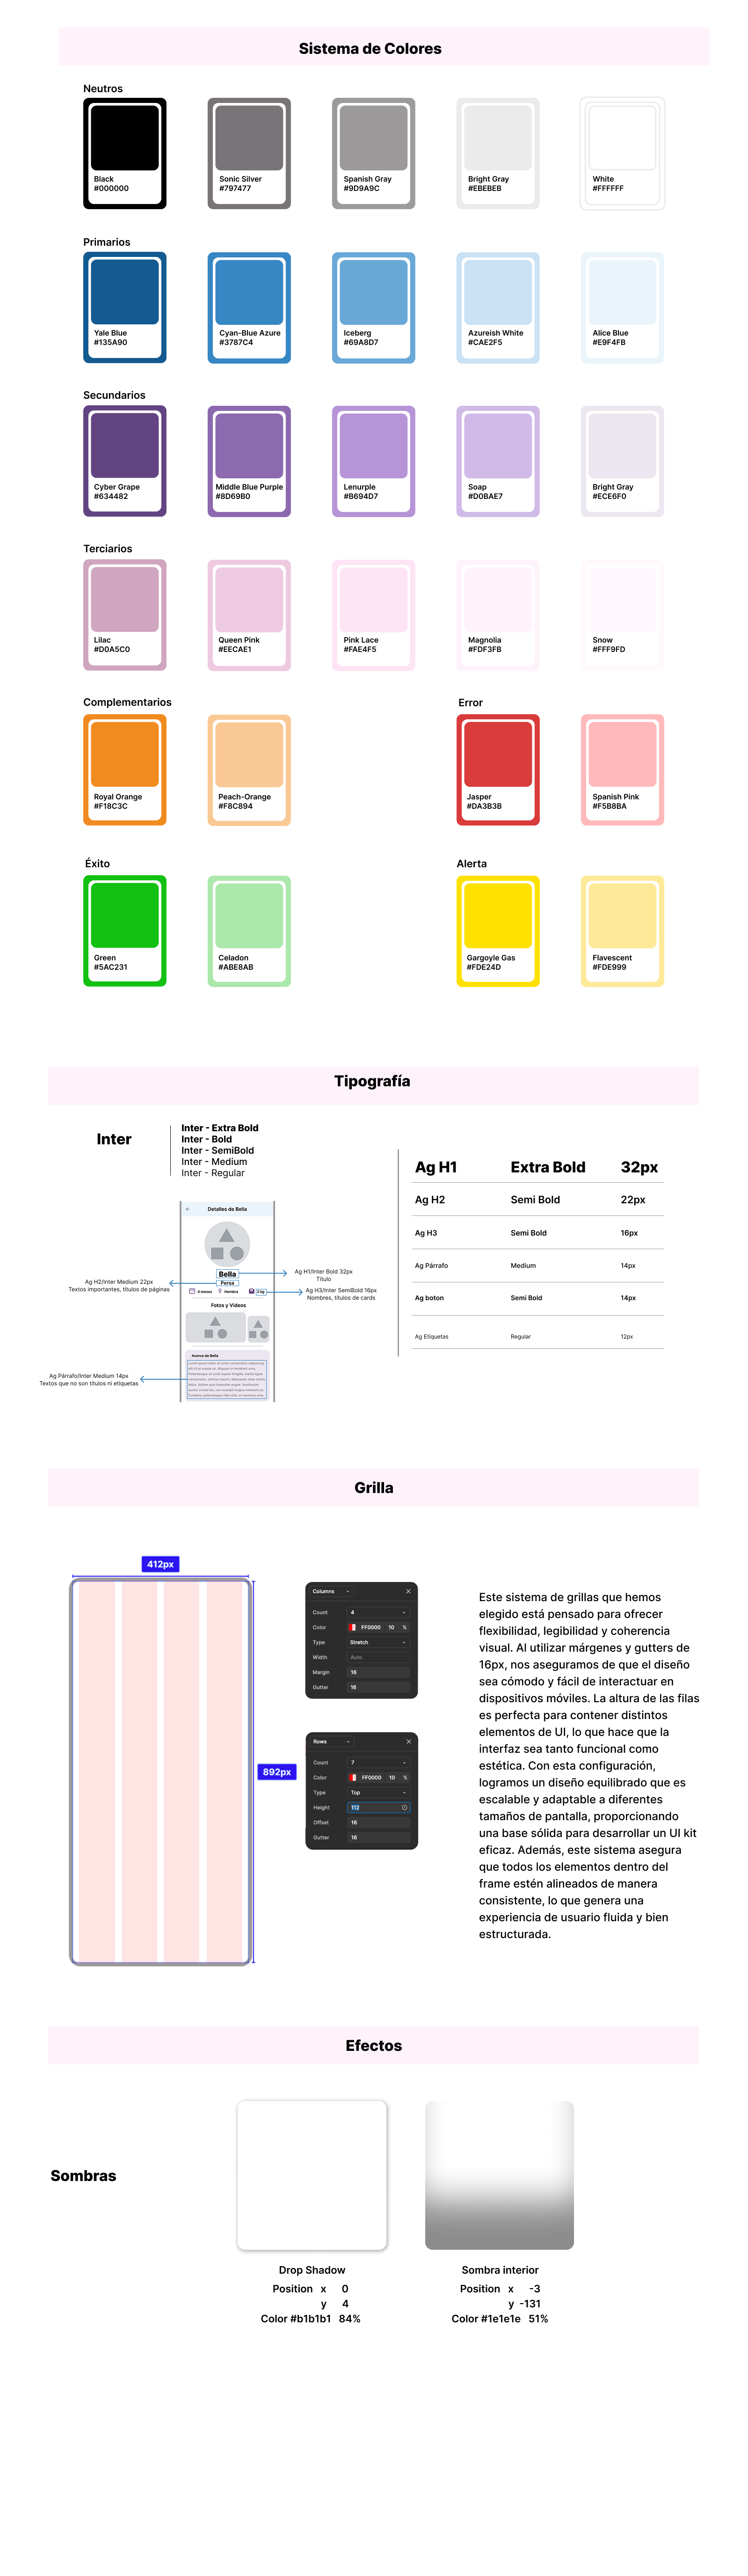 Sistema de Colores
Neutros
Black
#000000
Sonic Silver
#797477
Spanish Gray
#9D9A9C
Bright Gray
#EBEBEB
White
#FFFFFF
Primarios
Yale Blue
#135A90
Cyan-Blue Azure
#3787C4
Iceberg
#69A8D7
Azureish White
#CAE2F5
Alice Blue
#E9F4FB
Secundarios
Cyber Grape
#634482
Middle Blue Purple
#8D69B0
Lenurple
#B694D7
Soap
#D0BAE7
Bright Gray
#ECE6F0
Terciarios
Lilac
#D0A5C0
Queen Pink
#EECAE1
Pink Lace
#FAE4F5
Magnolia
#FDF3FB
Snow
#FFF9FD
Complementarios
Royal Orange
#F18C3C
Peach-Orange
#F8C894
Error
Jasper
#DA3B3B
Spanish Pink
#F5B8BA
Éxito
Green
#5AC231
Celadon
#ABE8AB
Alerta
Gargoyle Gas
#FDE24D
Flavescent
#FDE999
Tipografía
Inter
Inter - Extra Bold
Inter - Bold
Inter - SemiBold
Inter - Medium
Inter - Regular
Detalles de Bella
Bella
Persa
4 meses
Hembra
2 kg
Fotos y Videos
Acerca de Bella
Ag H1/Inter Bold 32px
Titulo
Ag H2/Inter Medium 22px
Textos importantes, titulos de páginas
Ag H3/Inter SemiBold 16px
Nombres, titulos de cards
Ag Párrafo/Inter Medium 14px
Textos que no son titulos ni etiquetas
Ag H1 Extra Bold 32px
Ag H2 Semi Bold 22px
Ag H3 Semi Bold 16px
Ag Párrafo Medium 14px
Ag boton Semi Bold 14px
Ag Etiquetas Regular 12px
Grilla
412px
892px
Columns
Count 4
Color FF0000 10 %
Type Stretch
Width Auto
Margin 16
Gutter 16
Rows
Count 7
Color FF0000 10 %
Type Top
Height 112
Offset 16
Gutter 16
Este sistema de grillas que hemos
elegido está pensado para ofrecer
flexibilidad, legibilidad y coherencia
visual. Al utilizar márgenes y gutters de
16px, nos aseguramos de que el diseño
sea cómodo y fácil de interactuar en
dispositivos móviles. La altura de las filas
es perfecta para contener distintos
elementos de UI, lo que hace que la
interfaz sea tanto funcional como
estética. Con esta configuración,
logramos un diseño equilibrado que es
escalable y adaptable a diferentes
tamaños de pantalla, proporcionando
una base sólida para desarrollar un UI kit
eficaz. Además, este sistema asegura
que todos los elementos dentro del
frame estén alineados de manera
consistente, lo que genera una
experiencia de usuario fluida y bien
estructurada.
Efectos
Sombras
Drop Shadow
Position x 0
y 4
Color #b1b1b1 84%
Sombra interior
Position x -3
y -131
Color #1e1e1e 51%